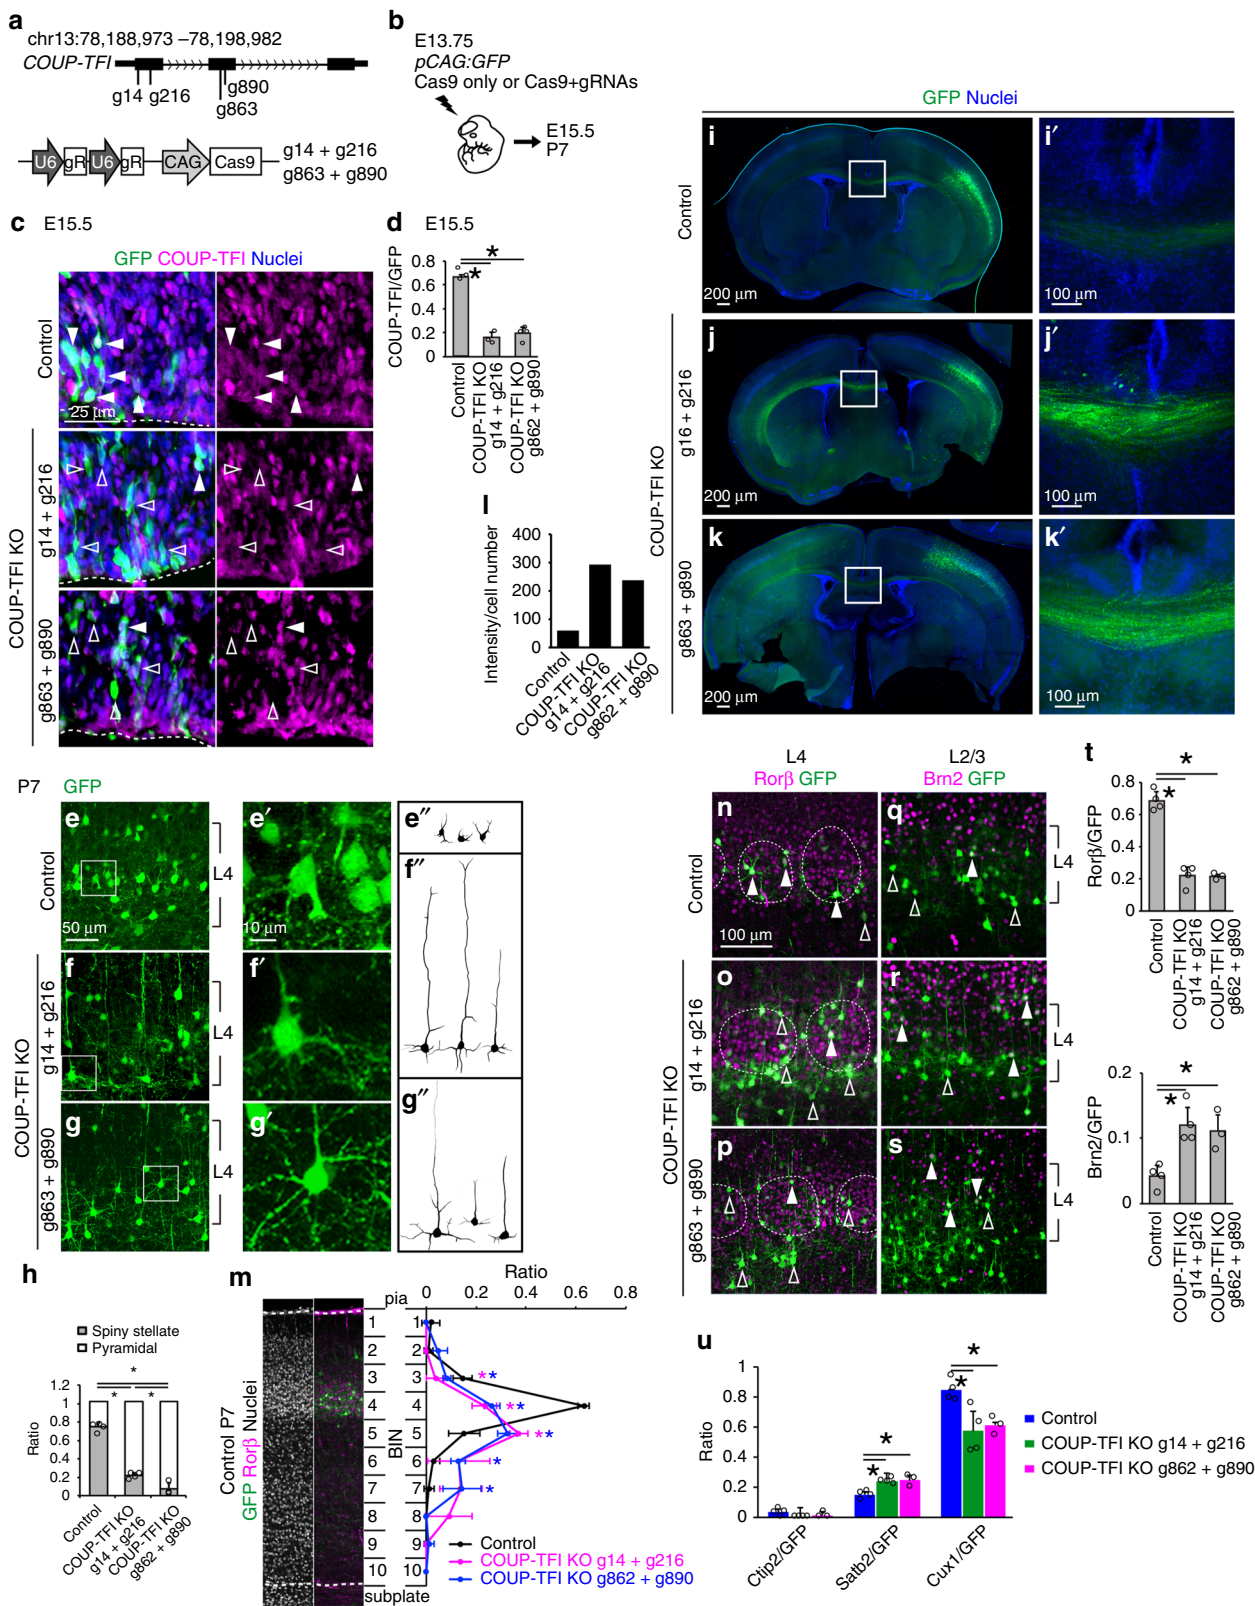 a
chr13:78,188,973 –78,198,982
COUP-TFI
g14 g216
g890
g863
U6 gR U6 gR CAG Cas9
g14 + g216
g863 + g890
b
E13.75
pCAG:GFP
Cas9 only or Cas9+gRNAs
E15.5
P7
c E15.5
GFP COUP-TFI Nuclei
Control
25 μm
COUP-TFI KO
g14 + g216
g863 + g890
d E15.5
COUP-TFI/GFP
0.8
0.6
0.4
0.2
0
* *
Control
COUP-TFI KO
g14 + g216
COUP-TFI KO
g862 + g890
l
Intensity/cell number
400
300
200
100
0
Control
COUP-TFI KO
g14 + g216
COUP-TFI KO
g862 + g890
GFP Nuclei
Control
i
200 μm
i′
100 μm
COUP-TFI KO
g16 + g216
j
200 μm
j′
100 μm
g863 + g890
k
200 μm
k′
100 μm
P7 GFP
Control
e
50 μm
L4
e′
10 μm
e″
COUP-TFI KO
g14 + g216
f
L4
f′
f″
g863 + g890
g
L4
g′
g″
h
Spiny stellate
Pyramidal
Ratio
1.2
1
0.8
0.6
0.4
0.2
0
* * *
Control
COUP-TFI KO
g14 + g216
COUP-TFI KO
g862 + g890
m
Control P7
GFP Rorβ Nuclei
pia
1
2
3
4
5
6
7
8
9
10
subplate
BIN
Ratio
0 0.2 0.4 0.6 0.8
1
2
3 **
4 **
5 **
6 *
7 *
8
9
10
Control
COUP-TFI KO g14 + g216
COUP-TFI KO g862 + g890
L4
Rorβ GFP
L2/3
Brn2 GFP
Control
n
100 μm
q
L4
COUP-TFI KO
g14 + g216
o
r
L4
g863 + g890
p
s
L4
t
Rorβ/GFP
0.8
0.6
0.4
0.2
0
* *
Control
COUP-TFI KO
g14 + g216
COUP-TFI KO
g862 + g890
Brn2/GFP
0.2
0.1
0
* *
Control
COUP-TFI KO
g14 + g216
COUP-TFI KO
g862 + g890
u
Ratio
1
0.8
0.6
0.4
0.2
0
* *
* *
Ctip2/GFP
Satb2/GFP
Cux1/GFP
Control
COUP-TFI KO g14 + g216
COUP-TFI KO g862 + g890